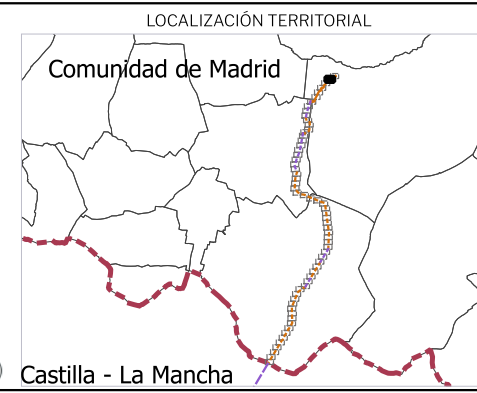 LOCALIZACIÓN TERRITORIAL
Comunidad de Madrid
Castilla - La Mancha